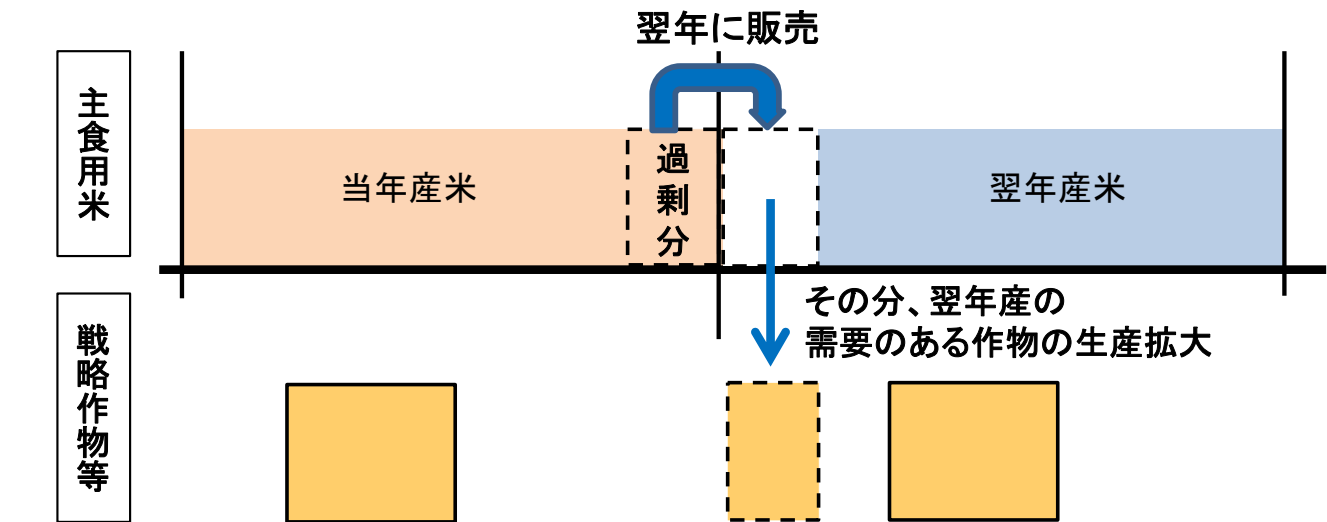 翌年に販売
主食用米
当年産米
過剰分
翌年産米
その分、翌年産の
需要のある作物の生産拡大
戦略作物等